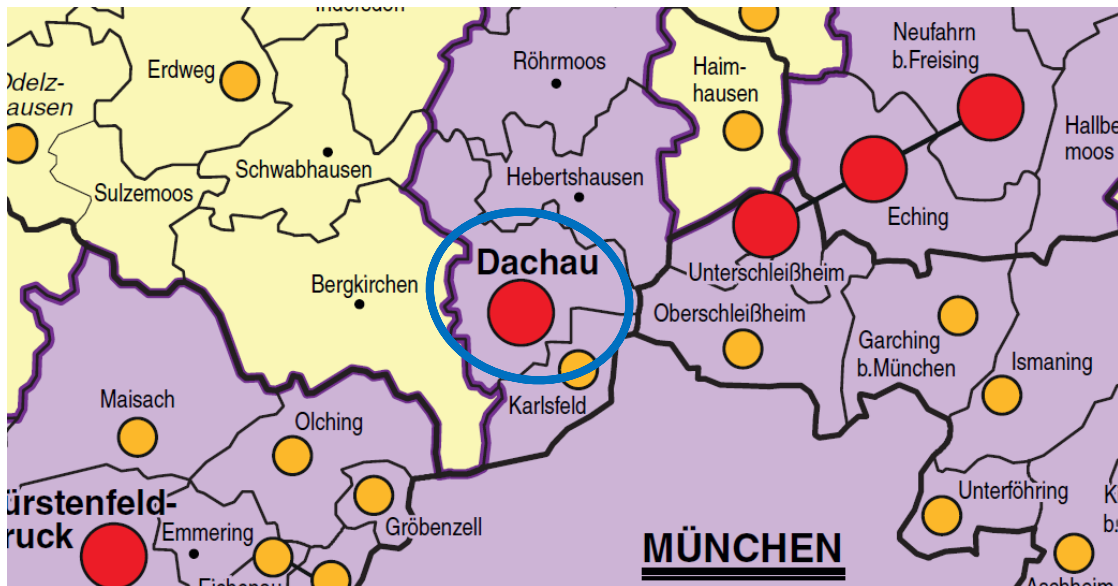 Erdweg
Sulzemoos
Schwabhausen
Bergkirchen
Röhrmoos
Hebertshausen
Dachau
Karlsfeld
Haim-
hausen
Neufahrn
b.Freising
Eching
Unterschleißheim
Oberschleißheim
Garching
b.München
Ismaning
Unterföhring
Maisach
Olching
Gröbenzell
Emmering
MÜNCHEN